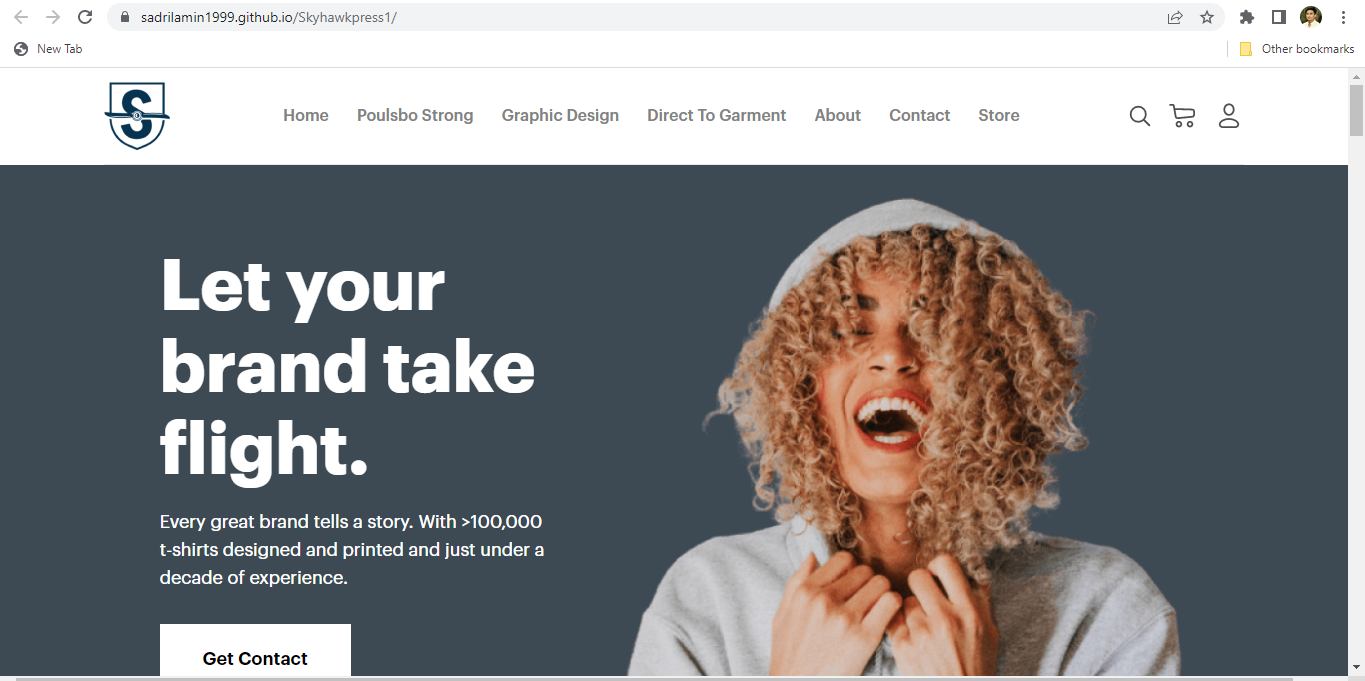 sadrilamin1999.github.io/Skyhawkpress1/
New Tab
Other bookmarks
S
Home
Poulsbo Strong
Graphic Design
Direct To Garment
About
Contact
Store
Let your
brand take
flight.
Every great brand tells a story. With >100,000
t-shirts designed and printed and just under a
decade of experience.
Get Contact